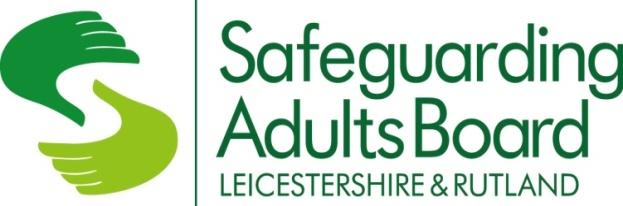 Safeguarding
Adults Board
LEICESTERSHIRE & RUTLAND